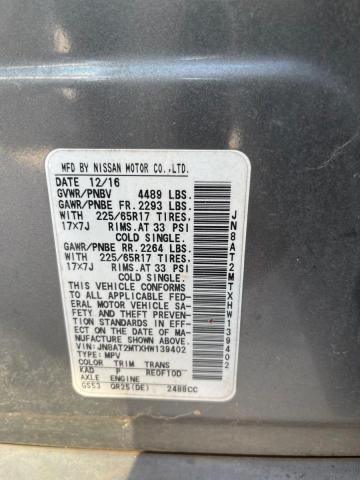 MFD BY NISSAN MOTOR CO.,LTD.
DATE 12/16
GVWR/PNBV 4489 LBS.
GAWR/PNBE FR. 2293 LBS.
WITH 225/65R17 TIRES.
17X7J RIMS.AT 33 PSI
COLD SINGLE.
GAWR/PNBE RR. 2264 LBS.
WITH 225/65R17 TIRES.
17X7J RIMS.AT 33 PSI
COLD SINGLE.
THIS VEHICLE CONFORMS
TO ALL APPLICABLE FED-
ERAL MOTOR VEHICLE SA-
FETY AND THEFT PREVEN-
TION STANDARDS IN EFF-
ECT ON THE DATE OF MA-
NUFACTURE SHOWN ABOVE
VIN: JN8AT2MTXHW139402
TYPE: MPV
COLOR TRIM TRANS
KAD P RE0F10D
AXLE ENGINE
GS53 QR25(DE) 2488CC
JN8AT2MTXHW139402